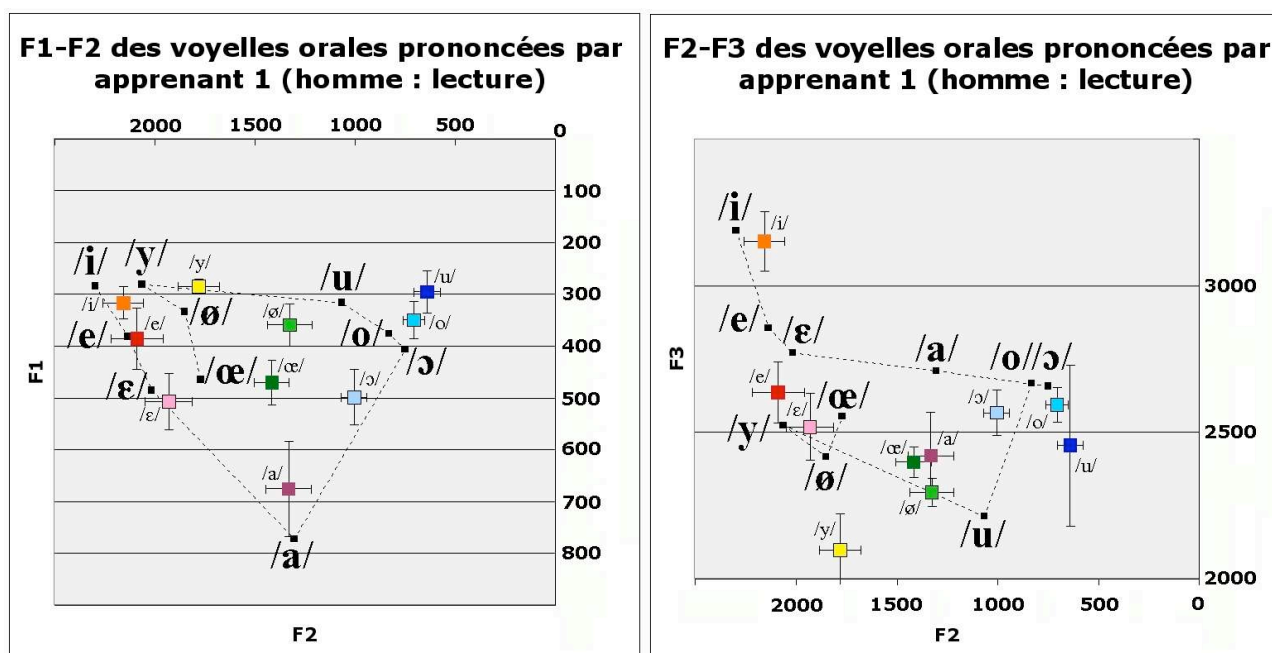 F1-F2 des voyelles orales prononcées par
apprenant 1 (homme : lecture)
2000 1500 1000 500 0
100
200
300
400
500
600
700
800
F1
F2
/i/
/y/
/y/
/u/
/u/
/i/
/ø/
/ø/
/o/
/o/
/e/
/e/
/ɔ/
/œ/
/œ/
/ɔ/
/ɛ/
/ɛ/
/a/
/a/
F2-F3 des voyelles orales prononcées par
apprenant 1 (homme : lecture)
/i/
/i/
3000
/e/
/ɛ/
/a/
/o/
/ɔ/
F3
/e/
/œ/
/ɔ/
/y/
/ɛ/
/o/
2500
/a/
/œ/
/u/
/ø/
/ø/
/u/
/y/
2000
2000 1500 1000 500 0
F2